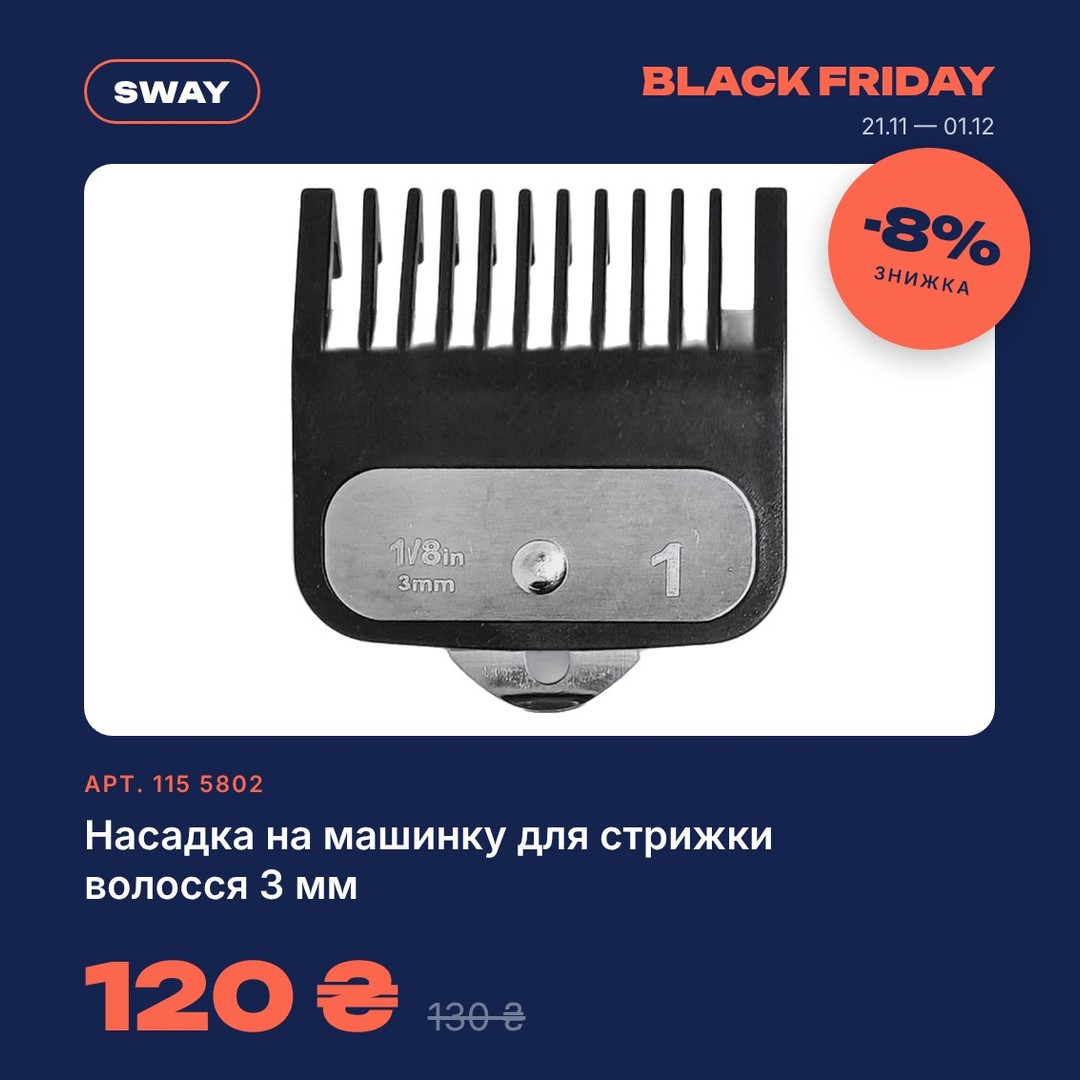 SWAY
BLACK FRIDAY
21.11 — 01.12
-8%
ЗНИЖКА
1/8in
3mm
1
АРТ. 115 5802
Насадка на машинку для стрижки
волосся 3 мм
120 ₴
130 ₴